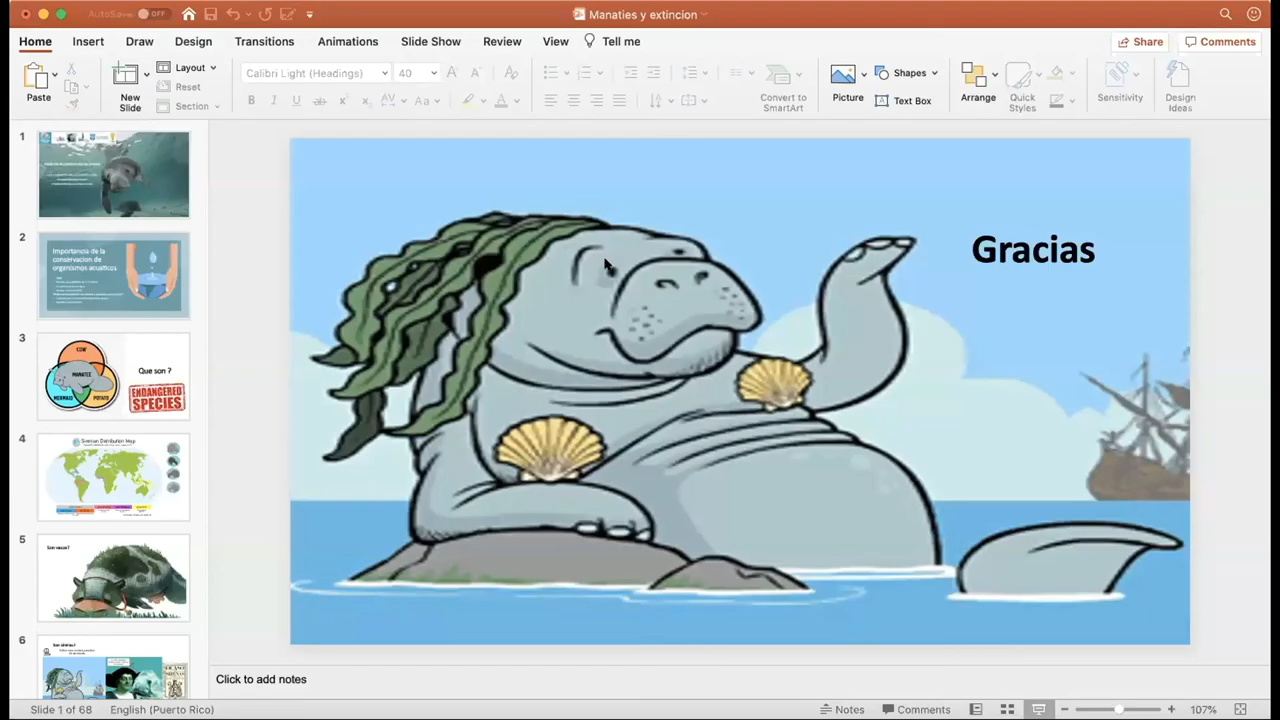 AutoSave OFF
Manaties y extincion
Home Insert Draw Design Transitions Animations Slide Show Review View Tell me
Share Comments
Paste
New Slide
Layout
Reset
Section
Calibri Light (Headings) 40
Convert to SmartArt
Picture
Shapes
Text Box
Arrange
Quick Styles
Sensitivity
Design Ideas
1
2
Importancia de la
conservacion de
organismos acuaticos
3
COW
MANATEE
MERMAID
POTATO
Que son ?
ENDANGERED
SPECIES
4
Sirenian Distribution Map
5
Son vacas?
6
Gracias
Click to add notes
Slide 1 of 68 English (Puerto Rico) Notes Comments 107%